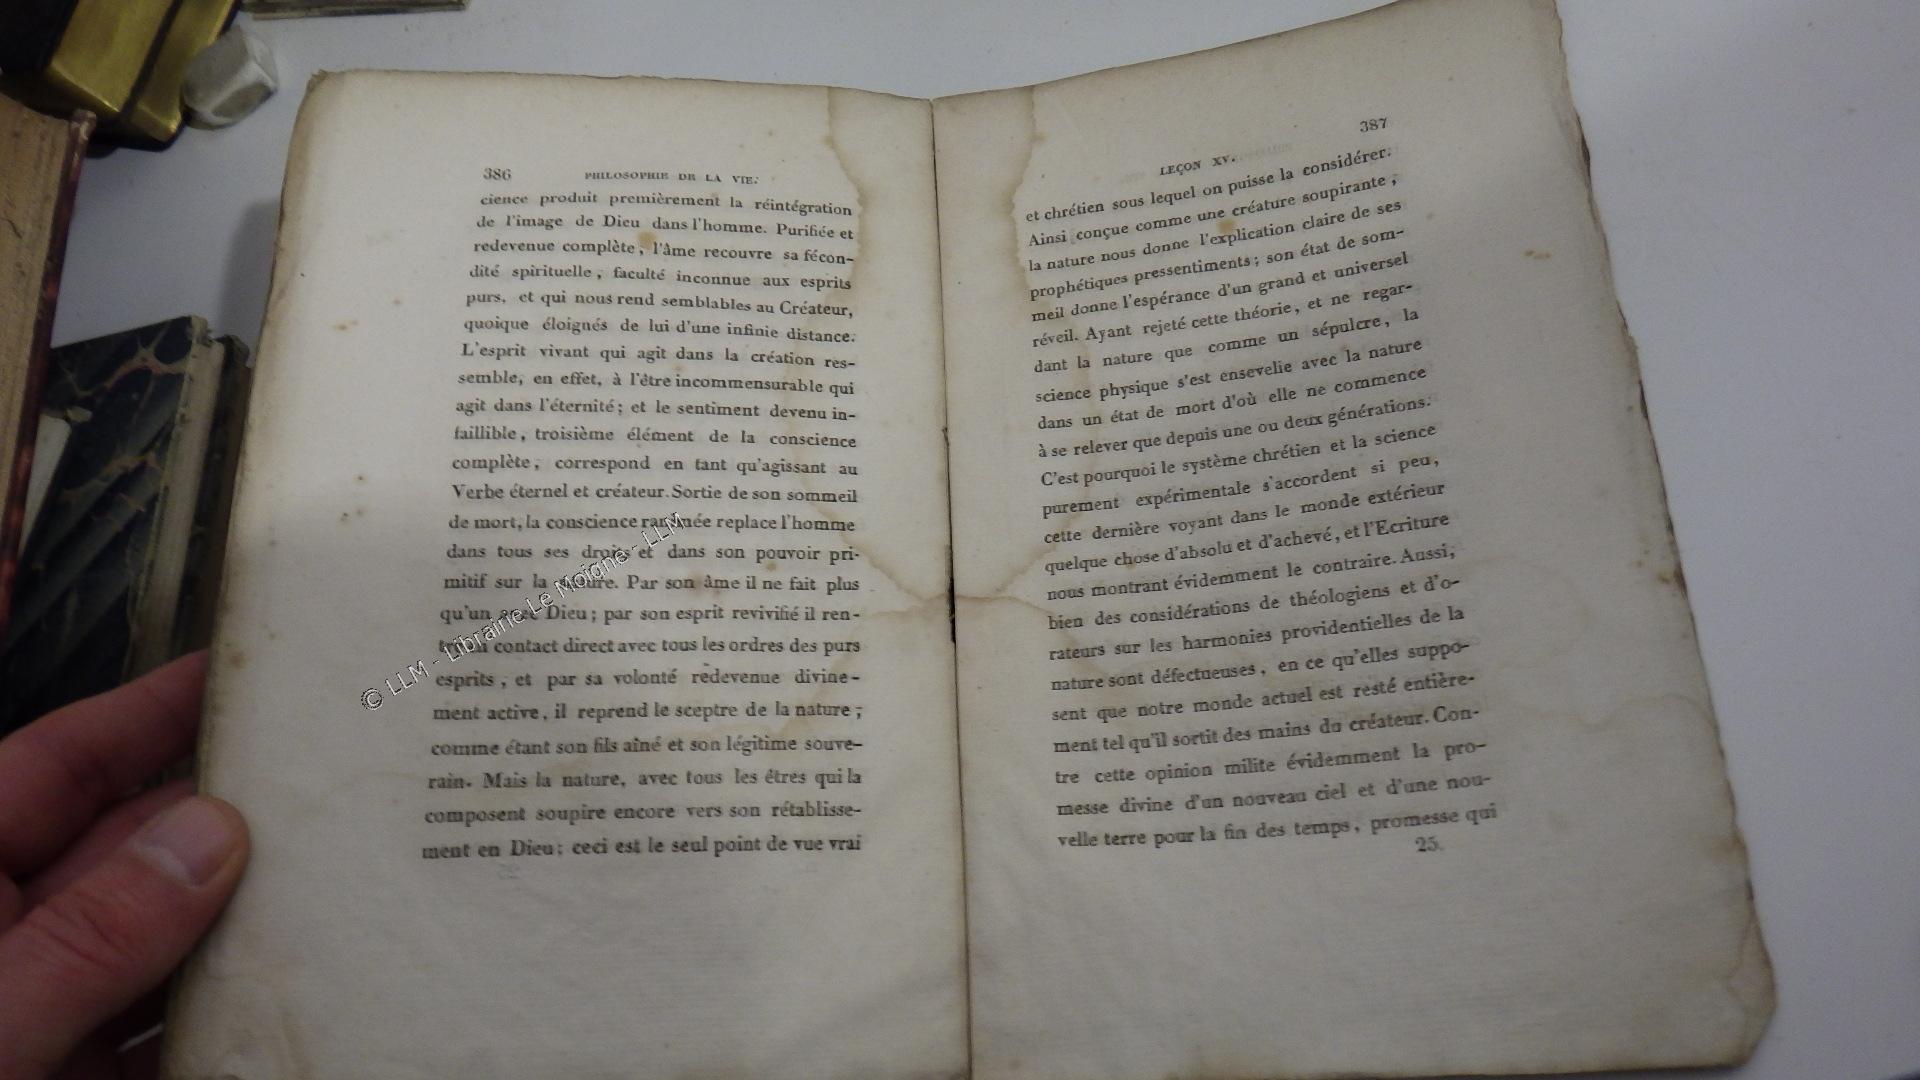 386 PHILOSOPHIE DE LA VIE.
cience produit premièrement la réintégration
de l'image de Dieu dans l'homme. Purifiée et
redevenue complète, l'âme recouvre sa fécon-
dité spirituelle, faculté inconnue aux esprits
purs, et qui nous rend semblables au Créateur,
quoique éloignés de lui d'une infinie distance.
L'esprit vivant qui agit dans la création res-
semble, en effet, à l'être incommensurable qui
agit dans l'éternité; et le sentiment devenu in-
faillible, troisième élément de la conscience
complète, correspond en tant qu'agissant au
Verbe éternel et créateur. Sortie de son sommeil
de mort, la conscience ranimée replace l'homme
dans tous ses droits et dans son pouvoir pri-
mitif sur la nature. Par son âme il ne fait plus
qu'un avec Dieu; par son esprit revivifié il ren-
tre en contact direct avec tous les ordres des purs
esprits, et par sa volonté redevenue divine-
ment active, il reprend le sceptre de la nature;
comme étant son fils aîné et son légitime souve-
rain. Mais la nature, avec tous les êtres qui la
composent soupire encore vers son rétablisse-
ment en Dieu; ceci est le seul point de vue vrai
© LLM - Librairie Le Moigne - LLM
LEÇON XV. 387
et chrétien sous lequel on puisse la considérer.
Ainsi conçue comme une créature soupirante,
la nature nous donne l'explication claire de ses
prophétiques pressentiments; son état de som-
meil donne l'espérance d'un grand et universel
réveil. Ayant rejeté cette théorie, et ne regar-
dant la nature que comme un sépulcre, la
science physique s'est ensevelie avec la nature
dans un état de mort d'où elle ne commence
à se relever que depuis une ou deux générations.
C'est pourquoi le système chrétien et la science
purement expérimentale s'accordent si peu,
cette dernière voyant dans le monde extérieur
quelque chose d'absolu et d'achevé, et l'Ecriture
nous montrant évidemment le contraire. Aussi,
bien des considérations de théologiens et d'o-
rateurs sur les harmonies providentielles de la
nature sont défectueuses, en ce qu'elles suppo-
sent que notre monde actuel est resté entière-
ment tel qu'il sortit des mains du créateur. Con-
tre cette opinion milite évidemment la pro-
messe divine d'un nouveau ciel et d'une nou-
velle terre pour la fin des temps, promesse qui
25.